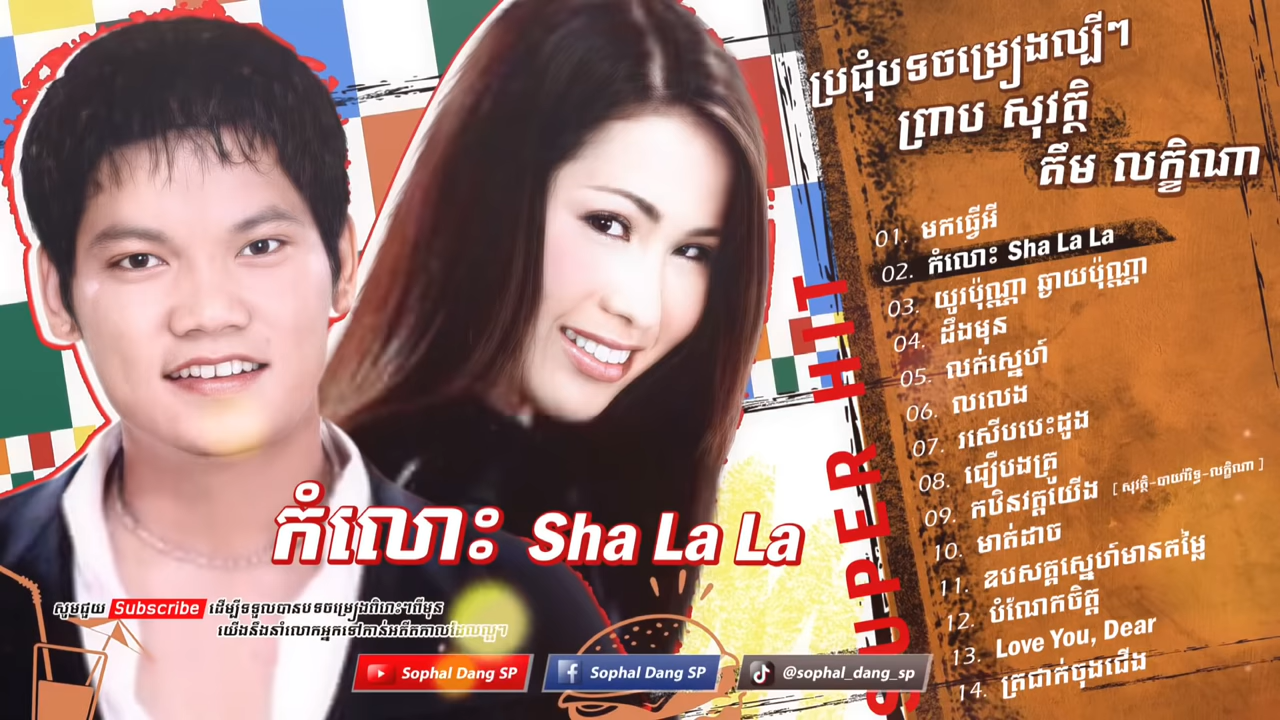 ប្រជុំបទចម្រៀងល្បីៗ
ព្រាប សុវត្ថិ
គឹម លក្ខិណា
01. មកធ្វើអី
02. កំលោះ Sha La La
03. យូរប៉ុណ្ណា ឆ្ងាយប៉ុណ្ណា
04. ដឹងមុន
05. លក់ស្នេហ៍
06. លលេង
07. រសើបបេះដូង
08. ជឿបងត្រូ
09. កឋិនវត្តយើង [ សុវត្ថិ-បាយ៉ារីទ្ធ-លក្ខិណា ]
10. មាត់ដាច
11. ឧបសគ្គស្នេហ៍មានតម្លៃ
12. បំណែកចិត្ត
13. Love You, Dear
14. ត្រជាក់ចុងជើង
SUPER HIT
កំលោះ Sha La La
សូមជួយ Subscribe ដើម្បីទទួលបានបទចម្រៀងពិរោះៗពីមុន
យើងនឹងនាំលោកអ្នកទៅកាន់អតីតកាលដែលល្អៗ
Sophal Dang SP
Sophal Dang SP
@sophal_dang_sp